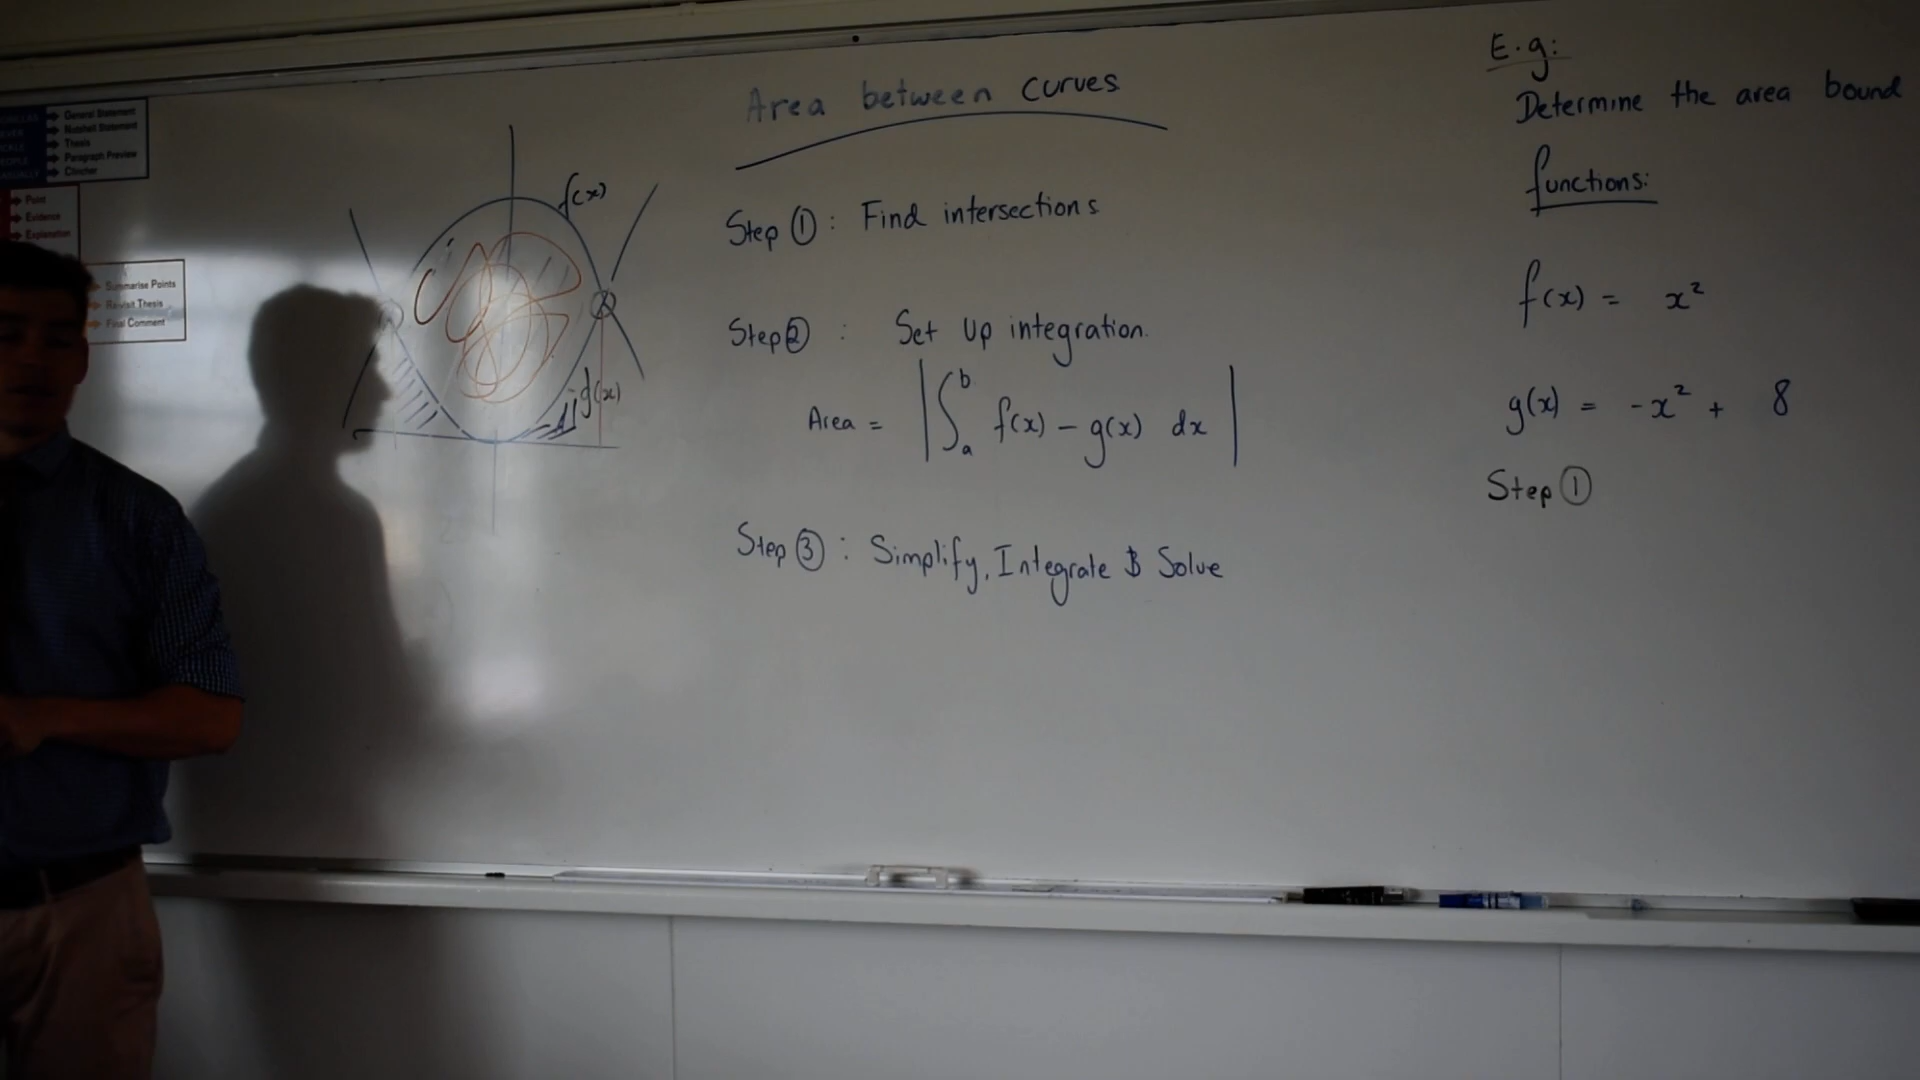 General Statement
Nutshell Statement
Thesis
Paragraph Preview
Clincher
Point
Evidence
Explanation
Summarise Points
Re-visit Thesis
Final Comment
f(x)
g(x)
Area between curves
Step ① : Find intersections
Step ② : Set Up integration.
Area = | ∫ₐᵇ f(x) - g(x) dx |
Step ③ : Simplify, Integrate & Solve
E.g:
Determine the area bound
functions:
f(x) = x²
g(x) = -x² + 8
Step ①